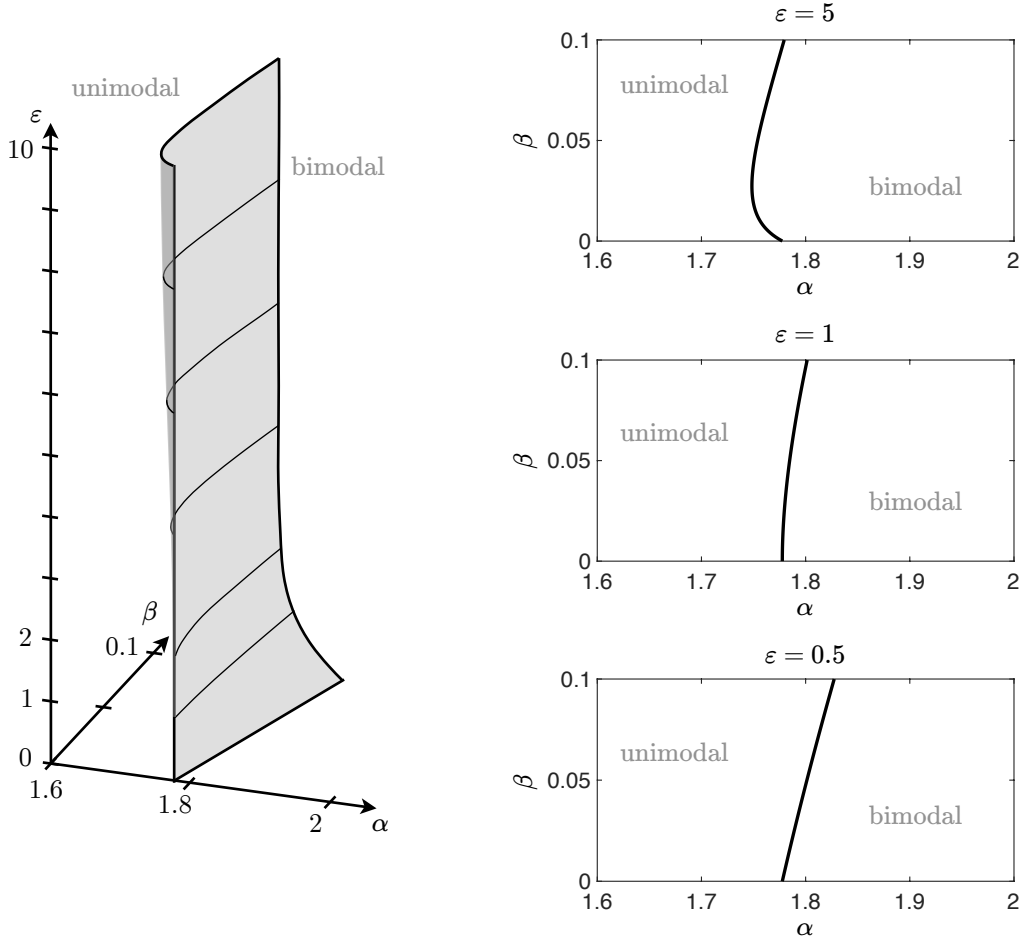 unimodal
ε
10
bimodal
β
0.1
2
1
0
1.6
1.8
2
α
ε = 5
0.1
unimodal
β
0.05
bimodal
0
1.6
1.7
1.8
1.9
2
α
ε = 1
0.1
unimodal
β
0.05
bimodal
0
1.6
1.7
1.8
1.9
2
α
ε = 0.5
0.1
unimodal
β
0.05
bimodal
0
1.6
1.7
1.8
1.9
2
α